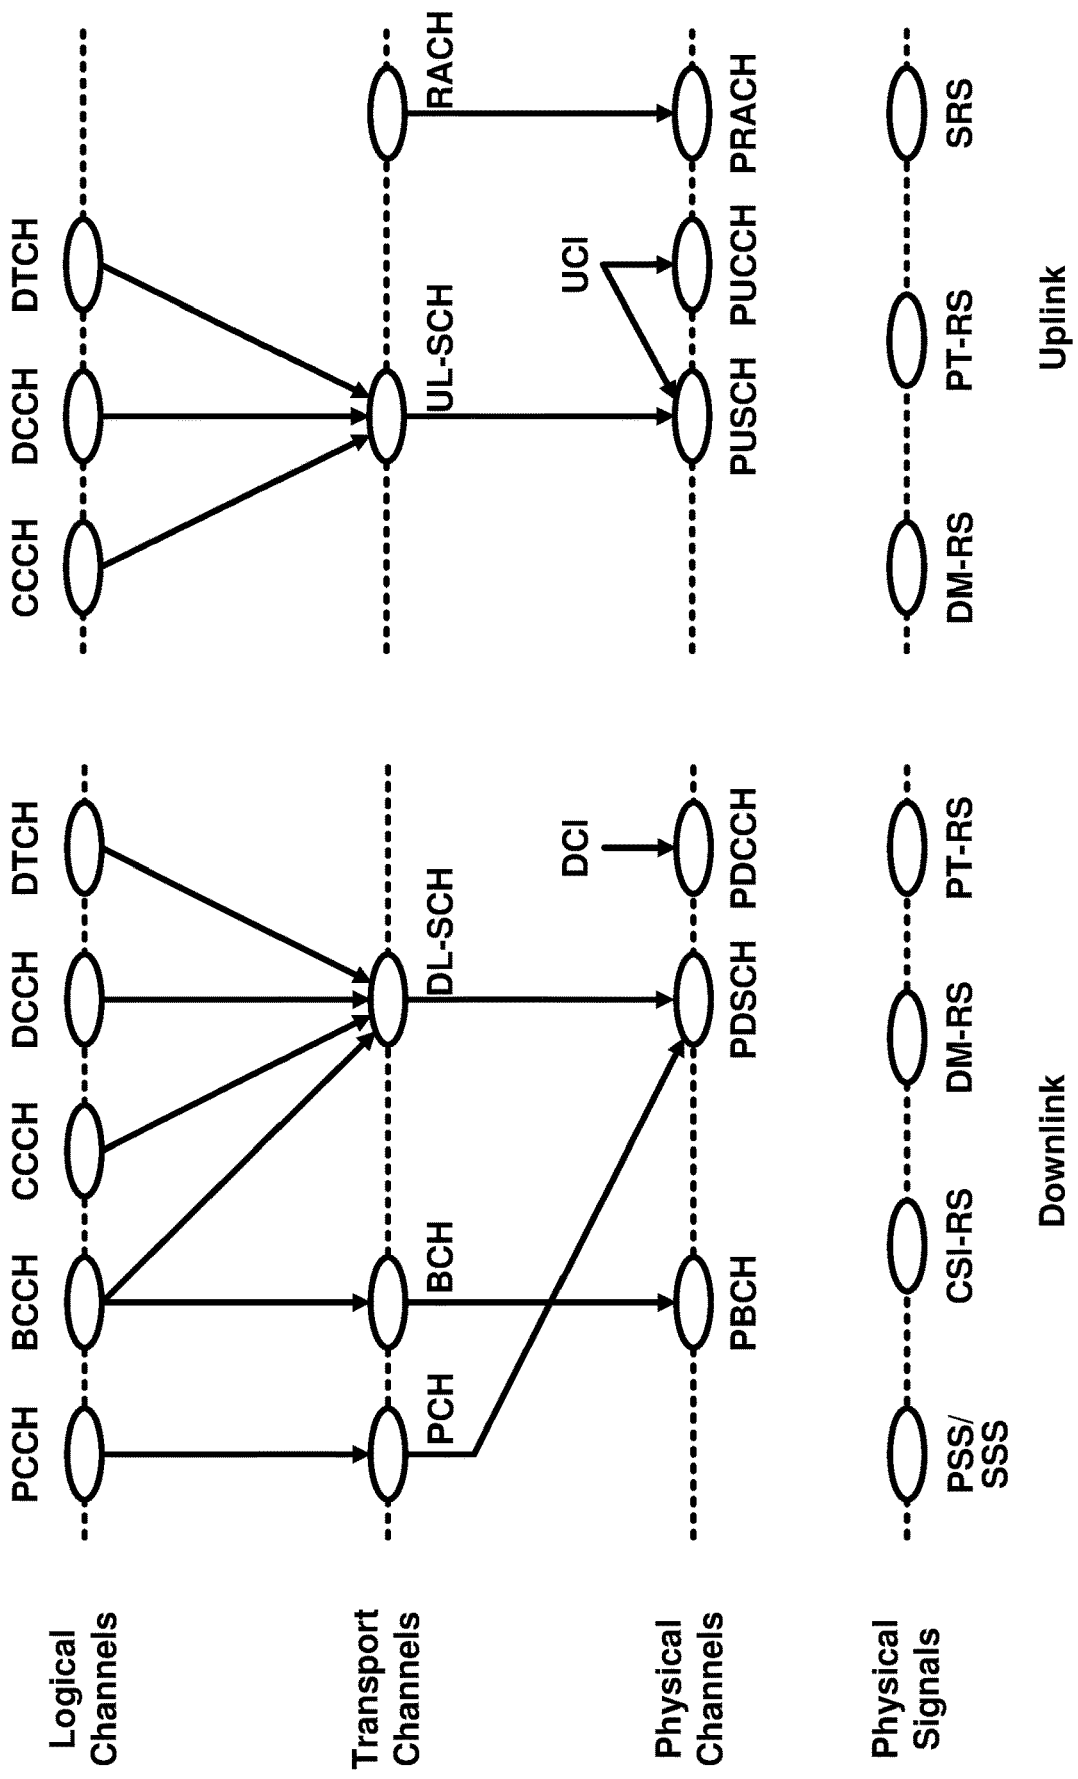 Logical
Channels
PCCH
BCCH
CCCH
DCCH
DTCH
CCCH
DCCH
DTCH
Transport
Channels
PCH
BCH
DL-SCH
UL-SCH
RACH
DCI
UCI
Physical
Channels
PBCH
PDSCH
PDCCH
PUSCH
PUCCH
PRACH
Physical
Signals
PSS/
SSS
CSI-RS
DM-RS
PT-RS
DM-RS
PT-RS
SRS
Downlink
Uplink